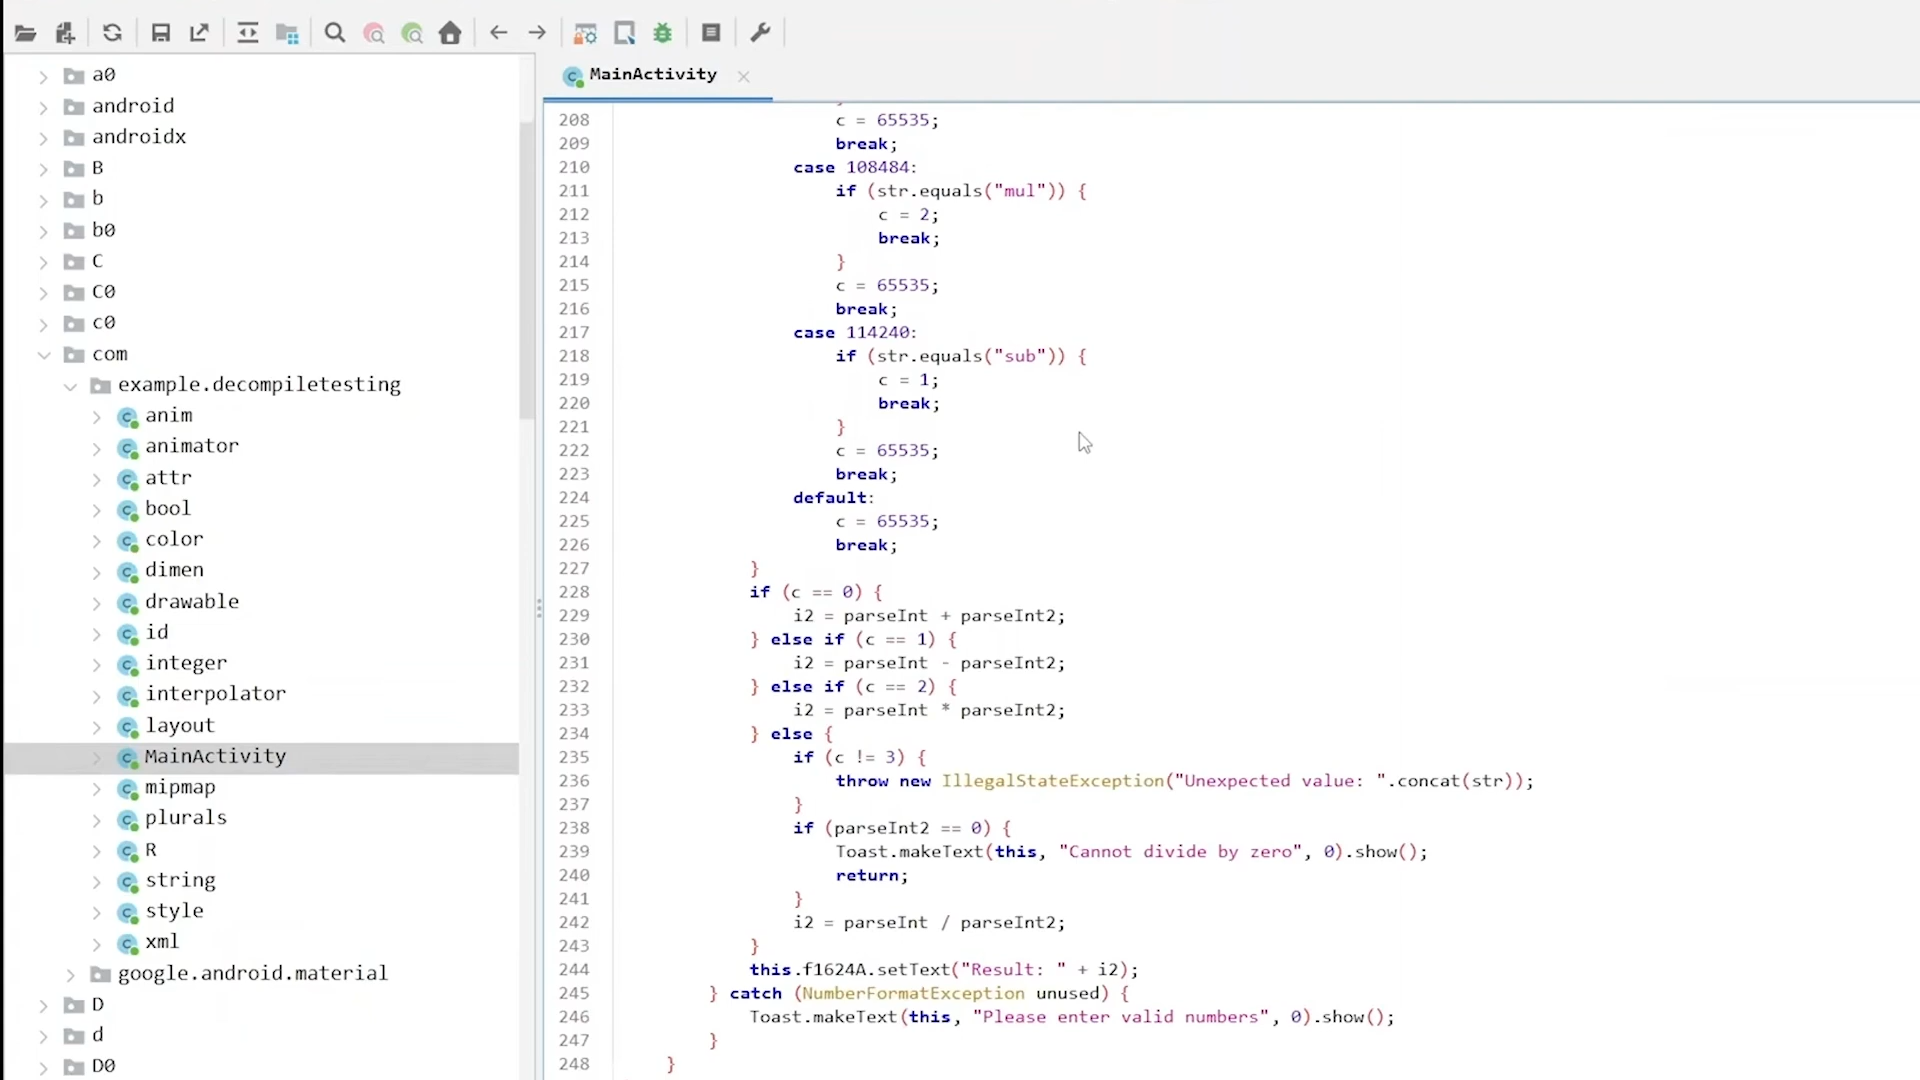 MainActivity
a0
android
androidx
B
b
b0
C
C0
c0
com
example.decompiletesting
anim
animator
attr
bool
color
dimen
drawable
id
integer
interpolator
layout
MainActivity
mipmap
plurals
R
string
style
xml
google.android.material
D
d
D0
208 c = 65535;
209 break;
210 case 108484:
211 if (str.equals("mul")) {
212 c = 2;
213 break;
214 }
215 c = 65535;
216 break;
217 case 114240:
218 if (str.equals("sub")) {
219 c = 1;
220 break;
221 }
222 c = 65535;
223 break;
224 default:
225 c = 65535;
226 break;
227 }
228 if (c == 0) {
229 i2 = parseInt + parseInt2;
230 } else if (c == 1) {
231 i2 = parseInt - parseInt2;
232 } else if (c == 2) {
233 i2 = parseInt * parseInt2;
234 } else {
235 if (c != 3) {
236 throw new IllegalStateException("Unexpected value: ".concat(str));
237 }
238 if (parseInt2 == 0) {
239 Toast.makeText(this, "Cannot divide by zero", 0).show();
240 return;
241 }
242 i2 = parseInt / parseInt2;
243 }
244 this.f1624A.setText("Result: " + i2);
245 } catch (NumberFormatException unused) {
246 Toast.makeText(this, "Please enter valid numbers", 0).show();
247 }
248 }